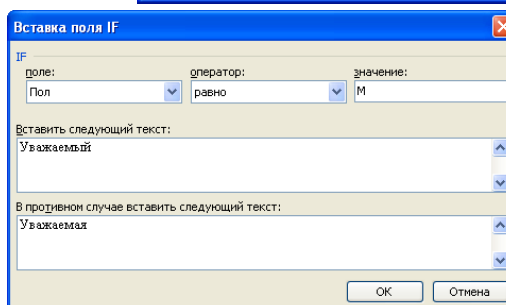 Вставка поля IF
IF
поле: оператор: значение:
Пол равно М
Вставить следующий текст:
Уважаемый
В противном случае вставить следующий текст:
Уважаемая
ОК Отмена